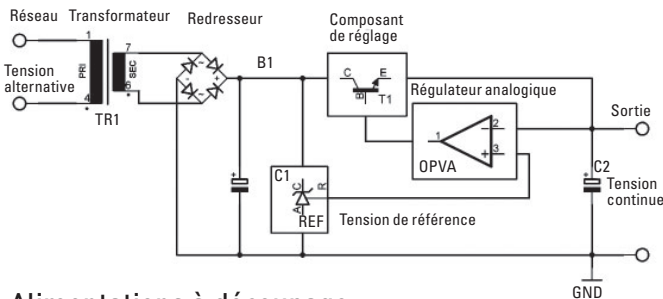 Réseau Transformateur Redresseur Composant
de réglage
1 7 B1 C E
B T1
PRI SEC
Tension
alternative
4 8
TR1
~ - + ~
Régulateur analogique
Sortie
1 2
3
OPVA
C1 C R
A REF
Tension de référence
C2
Tension
continue
GND
Alimentations à découpage